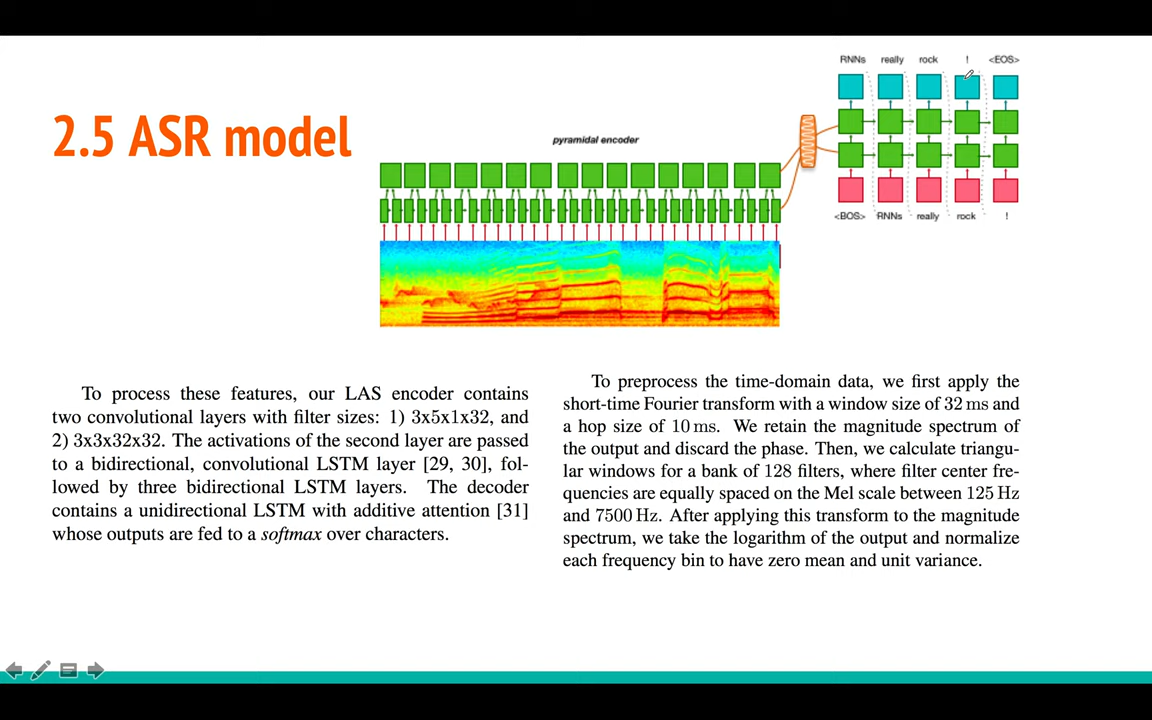 2.5 ASR model
pyramidal encoder
RNNs really rock ! <EOS>
<BOS> RNNs really rock !
To process these features, our LAS encoder contains
two convolutional layers with filter sizes: 1) 3x5x1x32, and
2) 3x3x32x32. The activations of the second layer are passed
to a bidirectional, convolutional LSTM layer [29, 30], fol-
lowed by three bidirectional LSTM layers. The decoder
contains a unidirectional LSTM with additive attention [31]
whose outputs are fed to a softmax over characters.
To preprocess the time-domain data, we first apply the
short-time Fourier transform with a window size of 32 ms and
a hop size of 10 ms. We retain the magnitude spectrum of
the output and discard the phase. Then, we calculate triangu-
lar windows for a bank of 128 filters, where filter center fre-
quencies are equally spaced on the Mel scale between 125 Hz
and 7500 Hz. After applying this transform to the magnitude
spectrum, we take the logarithm of the output and normalize
each frequency bin to have zero mean and unit variance.